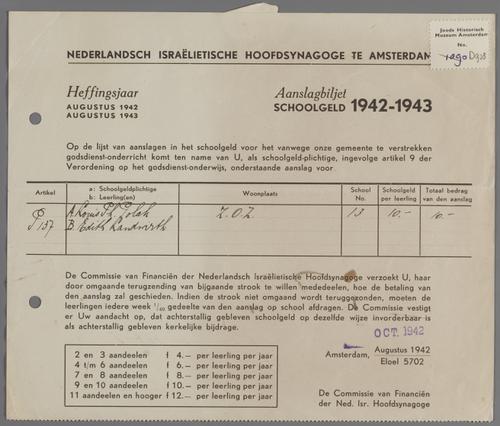 Joods Historisch
Museum Amsterdam
No.
NEDERLANDSCH ISRAËLIETISCHE HOOFDSYNAGOGE TE AMSTERDAM
Heffingsjaar
AUGUSTUS 1942
AUGUSTUS 1943
Aanslagbiljet
SCHOOLGELD 1942-1943
Op de lijst van aanslagen in het schoolgeld voor het vanwege onze gemeente te verstrekken
godsdienst-onderricht komt ten name van U, als schoolgeld-plichtige, ingevolge artikel 9 der
Verordening op het godsdienst-onderwijs, onderstaande aanslag voor
Artikel
a: Schoolgeldplichtige
b: Leerling(en)
Woonplaats
School
No.
Schoolgeld
per leerling
Totaal bedrag
van den aanslag
P
A. Polak Z.O.Z. 13 10.- 10.-
137 B. Edith
De Commissie van Financiën der Nederlandsch Israëlietische Hoofdsynagoge verzoekt U, haar
door omgaande terugzending van bijgaande strook te willen mededeelen, hoe de betaling van
den aanslag zal geschieden. Indien de strook niet omgaand wordt teruggezonden, moeten de
leerlingen iedere week 1/40 gedeelte van den aanslag op school afdragen. De Commissie vestigt
er Uw aandacht op, dat achterstallig gebleven schoolgeld op dezelfde wijze invorderbaar is
als achterstallig gebleven kerkelijke bijdrage.
OCT. 1942
2 en 3 aandeelen f 4.— per leerling per jaar
4 t/m 6 aandeelen f 6.— per leerling per jaar
7 en 8 aandeelen f 8.— per leerling per jaar
9 en 10 aandeelen f 10.— per leerling per jaar
11 aandeelen en hooger f 12.— per leerling per jaar
Amsterdam, Augustus 1942
Eloel 5702
De Commissie van Financiën
der Ned. Isr. Hoofdsynagoge